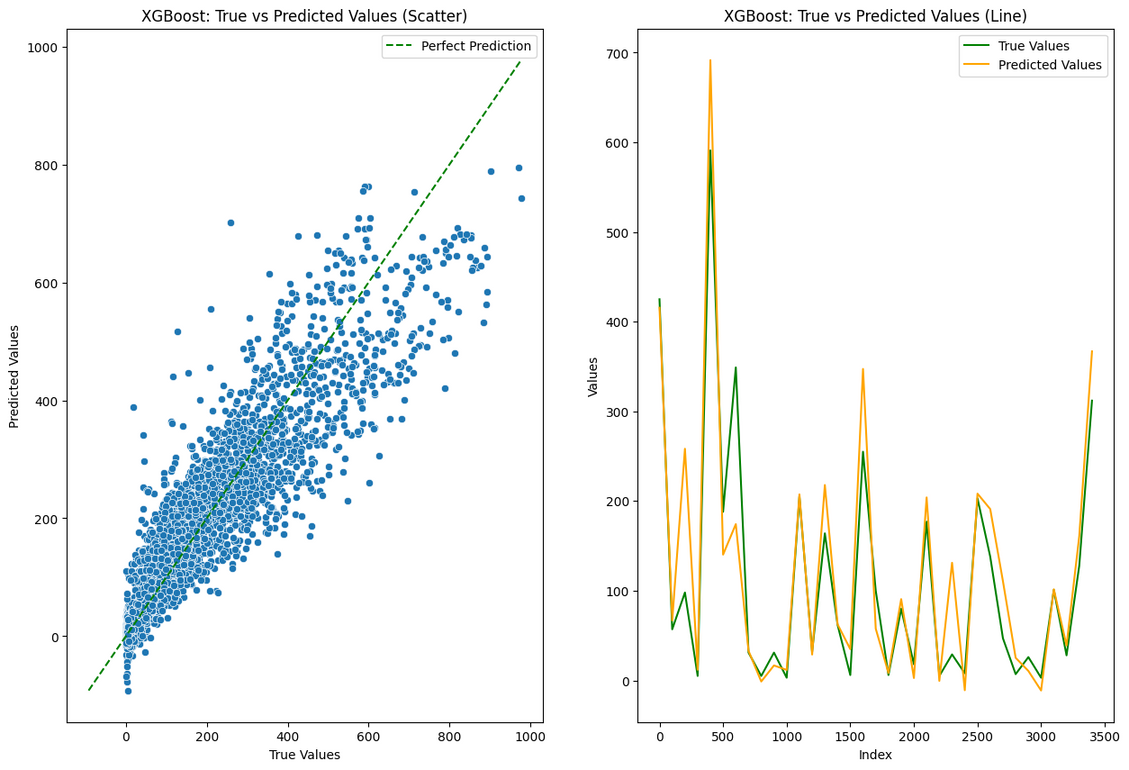 XGBoost: True vs Predicted Values (Scatter)
Perfect Prediction
1000
800
600
400
200
0
Predicted Values
0 200 400 600 800 1000
True Values
XGBoost: True vs Predicted Values (Line)
True Values
Predicted Values
700
600
500
400
300
200
100
0
Values
0 500 1000 1500 2000 2500 3000 3500
Index